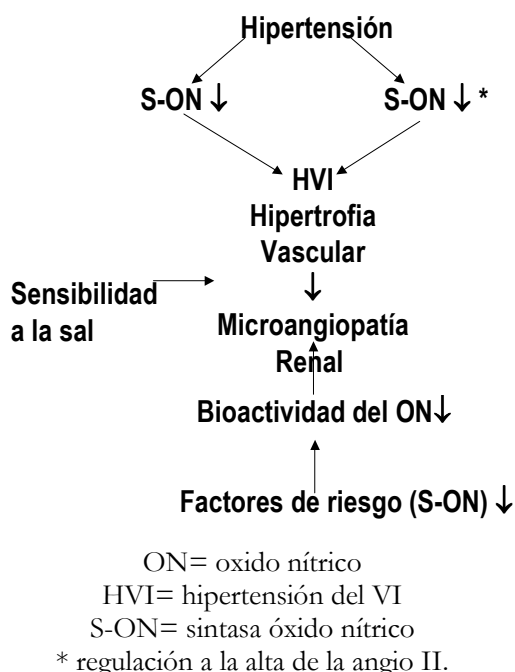 Hipertensión
S-ON ↓ S-ON ↓ *
HVI
Hipertrofia
Vascular
↓
Sensibilidad
a la sal
Microangiopatía
Renal
Bioactividad del ON↓
Factores de riesgo (S-ON) ↓
ON= oxido nítrico
HVI= hipertensión del VI
S-ON= sintasa óxido nítrico
* regulación a la alta de la angio II.